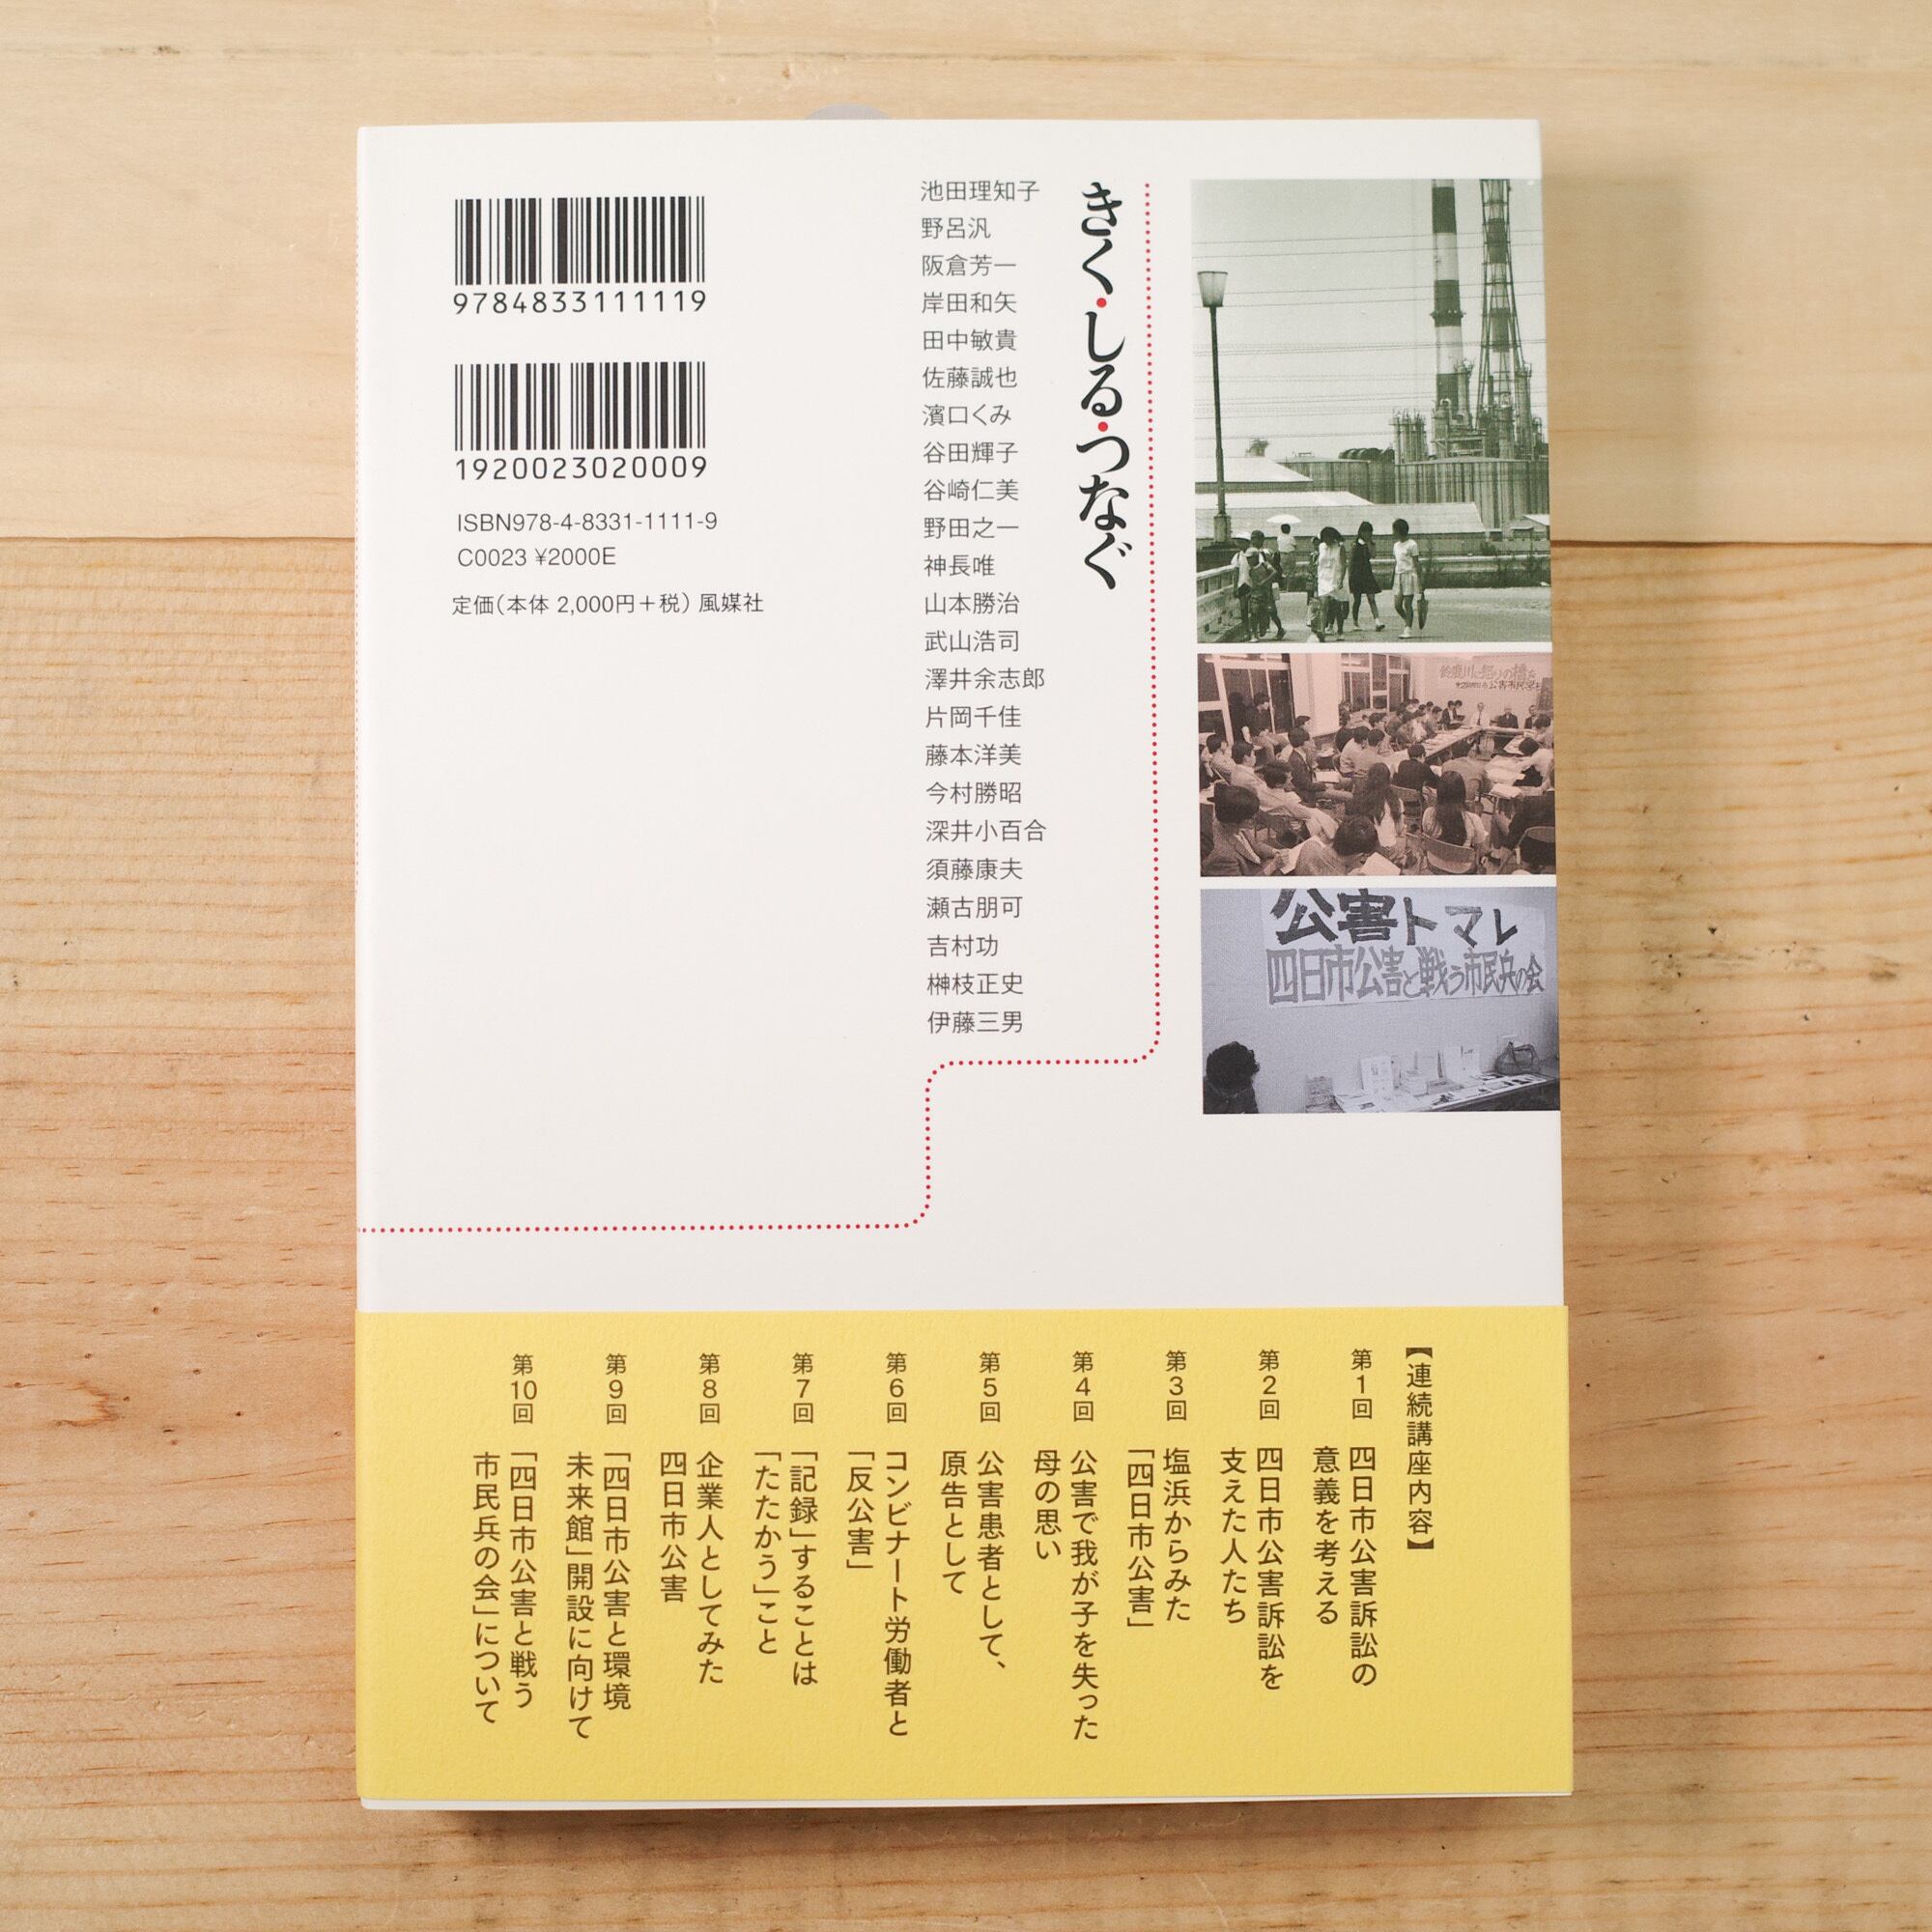 きく・しる・つなぐ
池田理知子
野呂汎
阪倉芳一
岸田和矢
田中敏貴
佐藤誠也
濱口くみ
谷田輝子
谷崎仁美
野田之一
神長唯
山本勝治
武山浩司
澤井余志郎
片岡千佳
藤本洋美
今村勝昭
深井小百合
須藤康夫
瀬古朋可
吉村功
榊枝正史
伊藤三男
9784833111119
1920023020009
ISBN978-4-8331-1111-9
C0023 ¥2000E
定価（本体 2,000円＋税） 風媒社
公害トマレ
四日市公害と戦う市民兵の会
【連続講座内容】
第1回 四日市公害訴訟の
意義を考える
第2回 四日市公害訴訟を
支えた人たち
第3回 塩浜からみた
「四日市公害」
第4回 公害で我が子を失った
母の思い
第5回 公害患者として、
原告として
第6回 コンビナート労働者と
「反公害」
第7回 「記録」することは
「たたかう」こと
第8回 企業人としてみた
四日市公害
第9回 「四日市公害と環境
未来館」開設に向けて
第10回 「四日市公害と戦う
市民兵の会」について